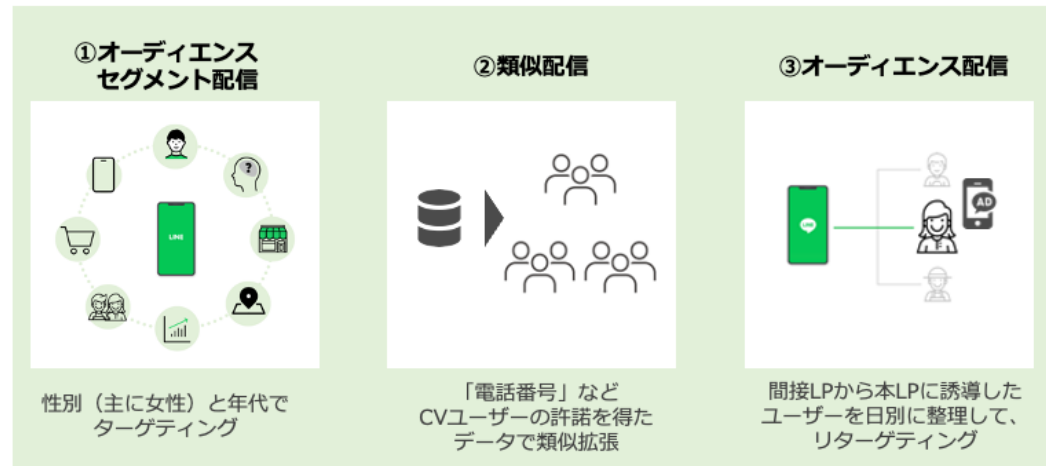 ①オーディエンス
セグメント配信
②類似配信
③オーディエンス配信
?
LINE
LINE
AD
性別（主に女性）と年代で
ターゲティング
「電話番号」など
CVユーザーの許諾を得た
データで類似拡張
間接LPから本LPに誘導した
ユーザーを日別に整理して、
リターゲティング